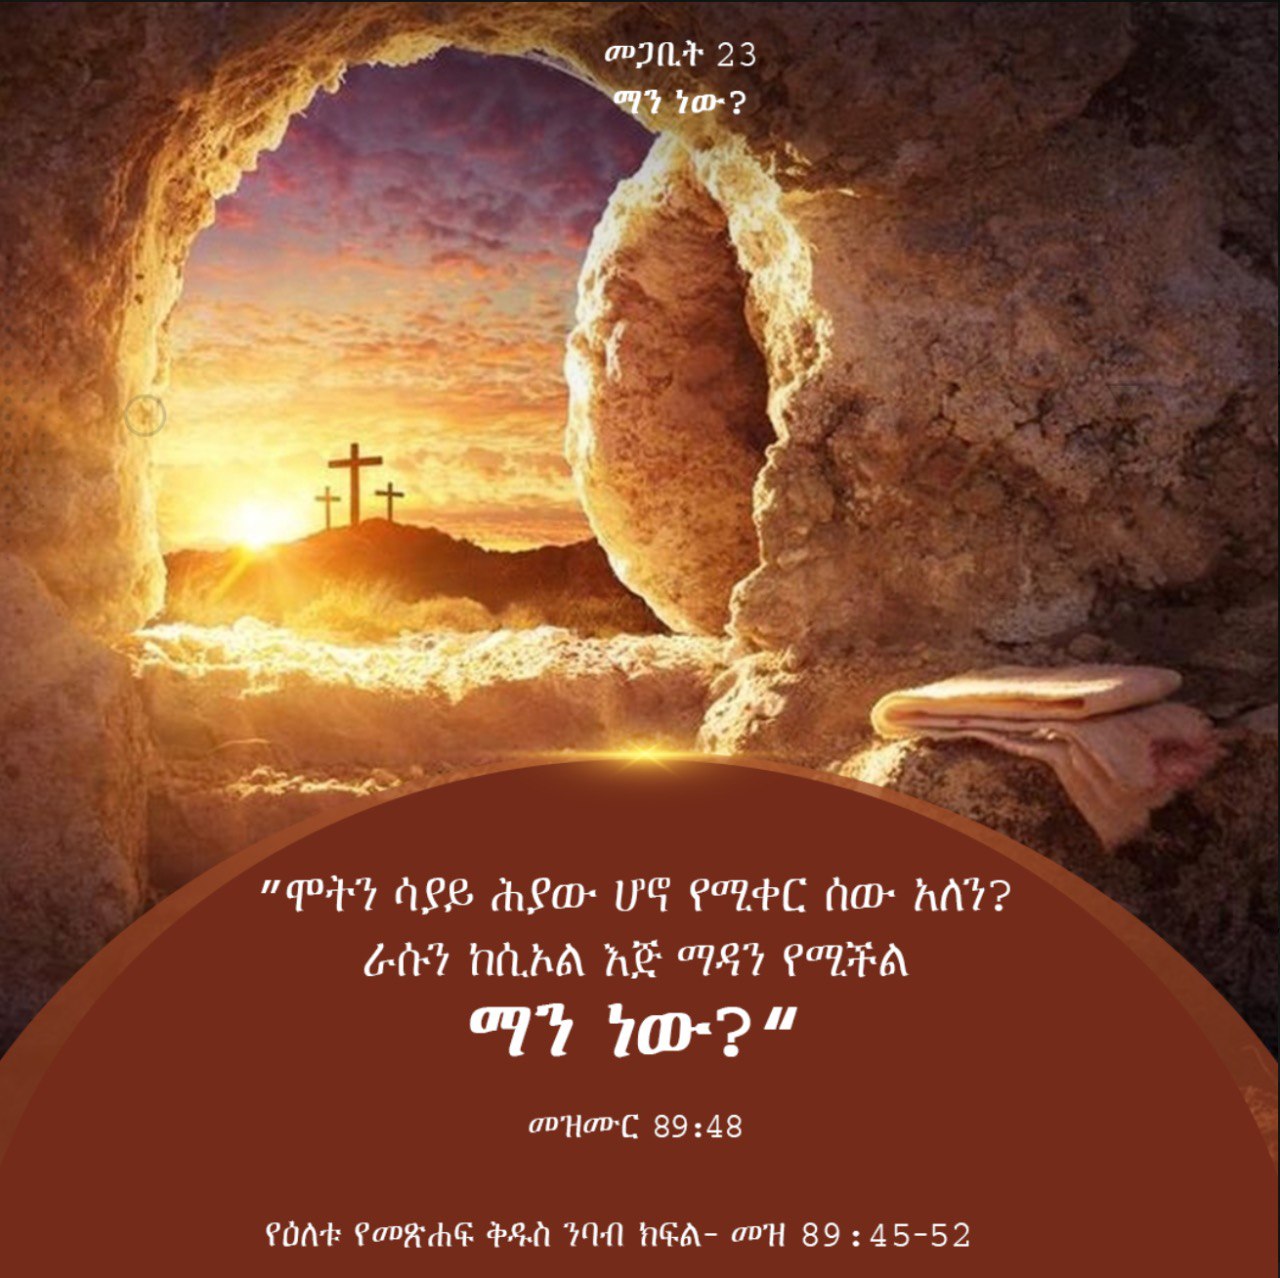 መጋቢት 23
ማን ነው?
"ሞትን ሳያይ ሕያው ሆኖ የሚቀር ሰው አለን?
ራሱን ከሲኦል እጅ ማዳን የሚችል
ማን ነው?"
መዝሙር 89:48
የዕለቱ የመጽሐፍ ቅዱስ ንባብ ክፍል- መዝ 89:45-52